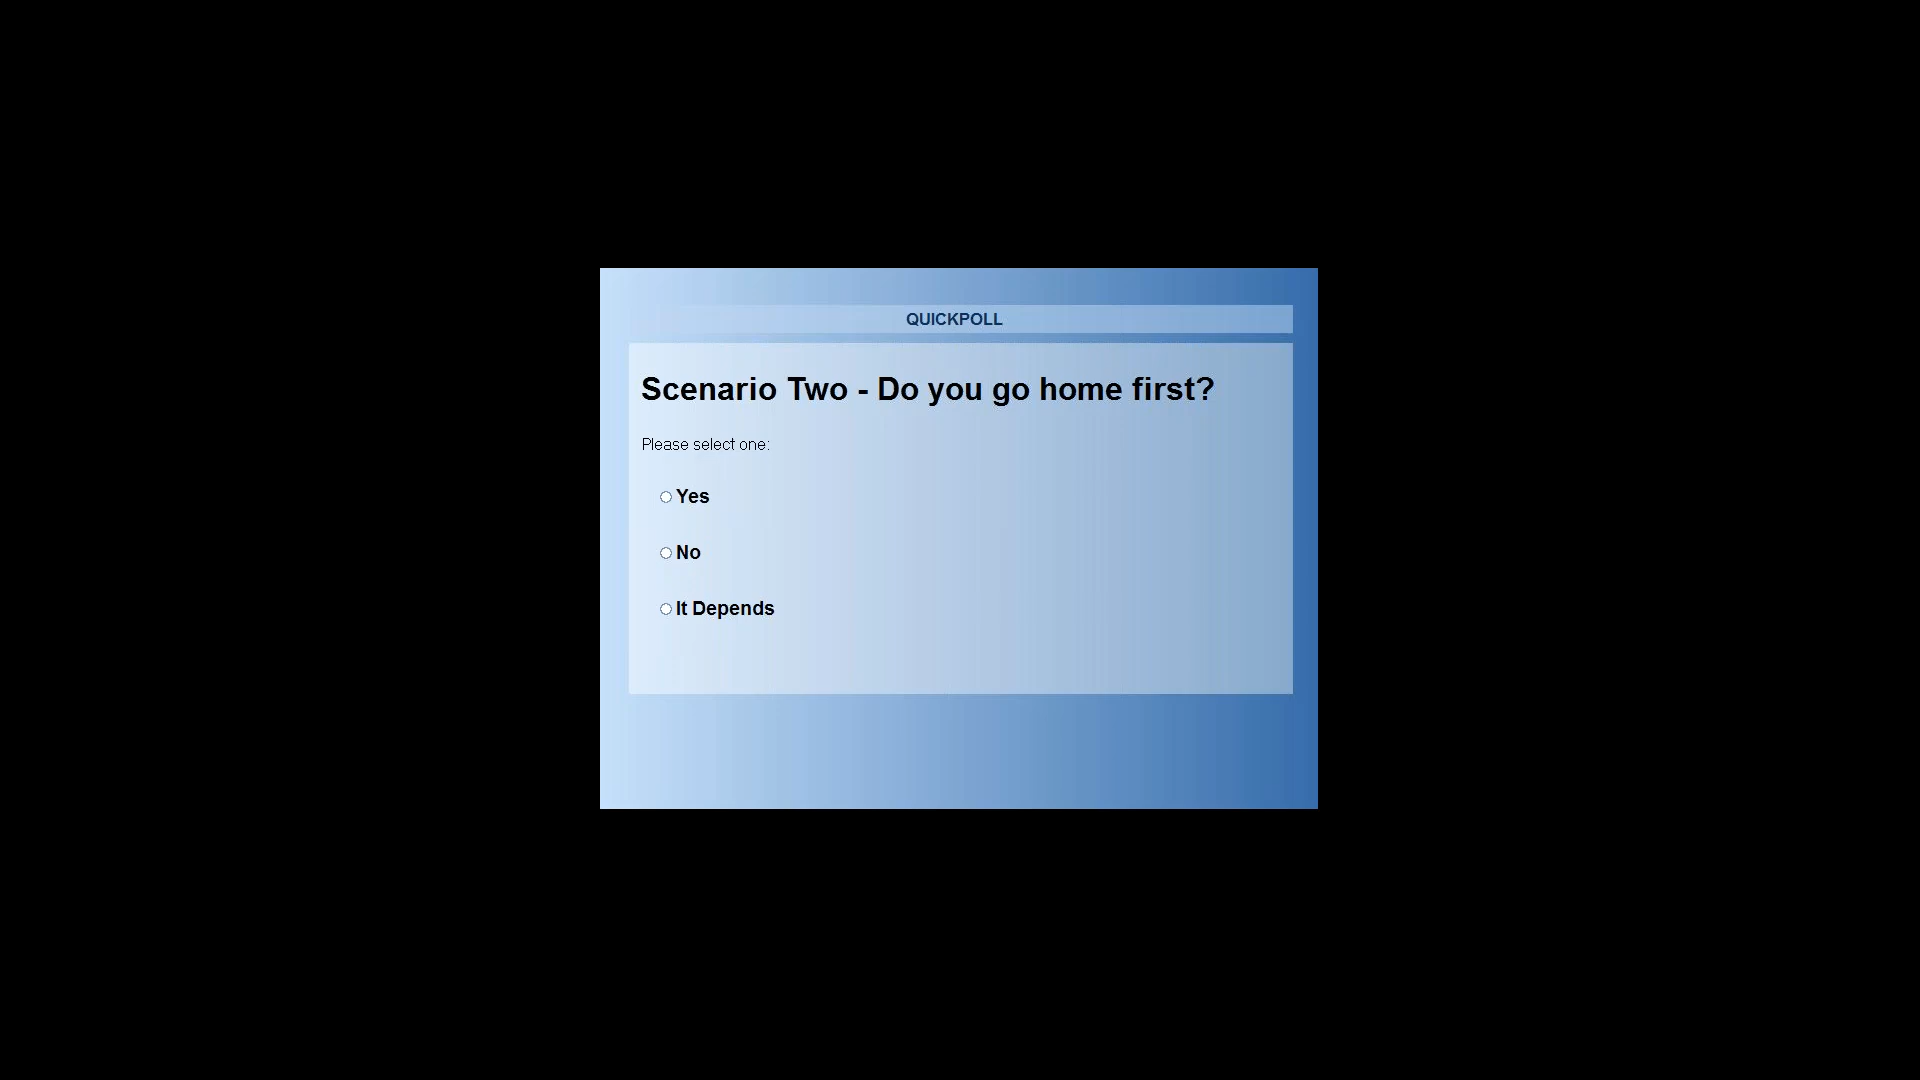 QUICKPOLL
Scenario Two - Do you go home first?
Please select one:
Yes
No
It Depends